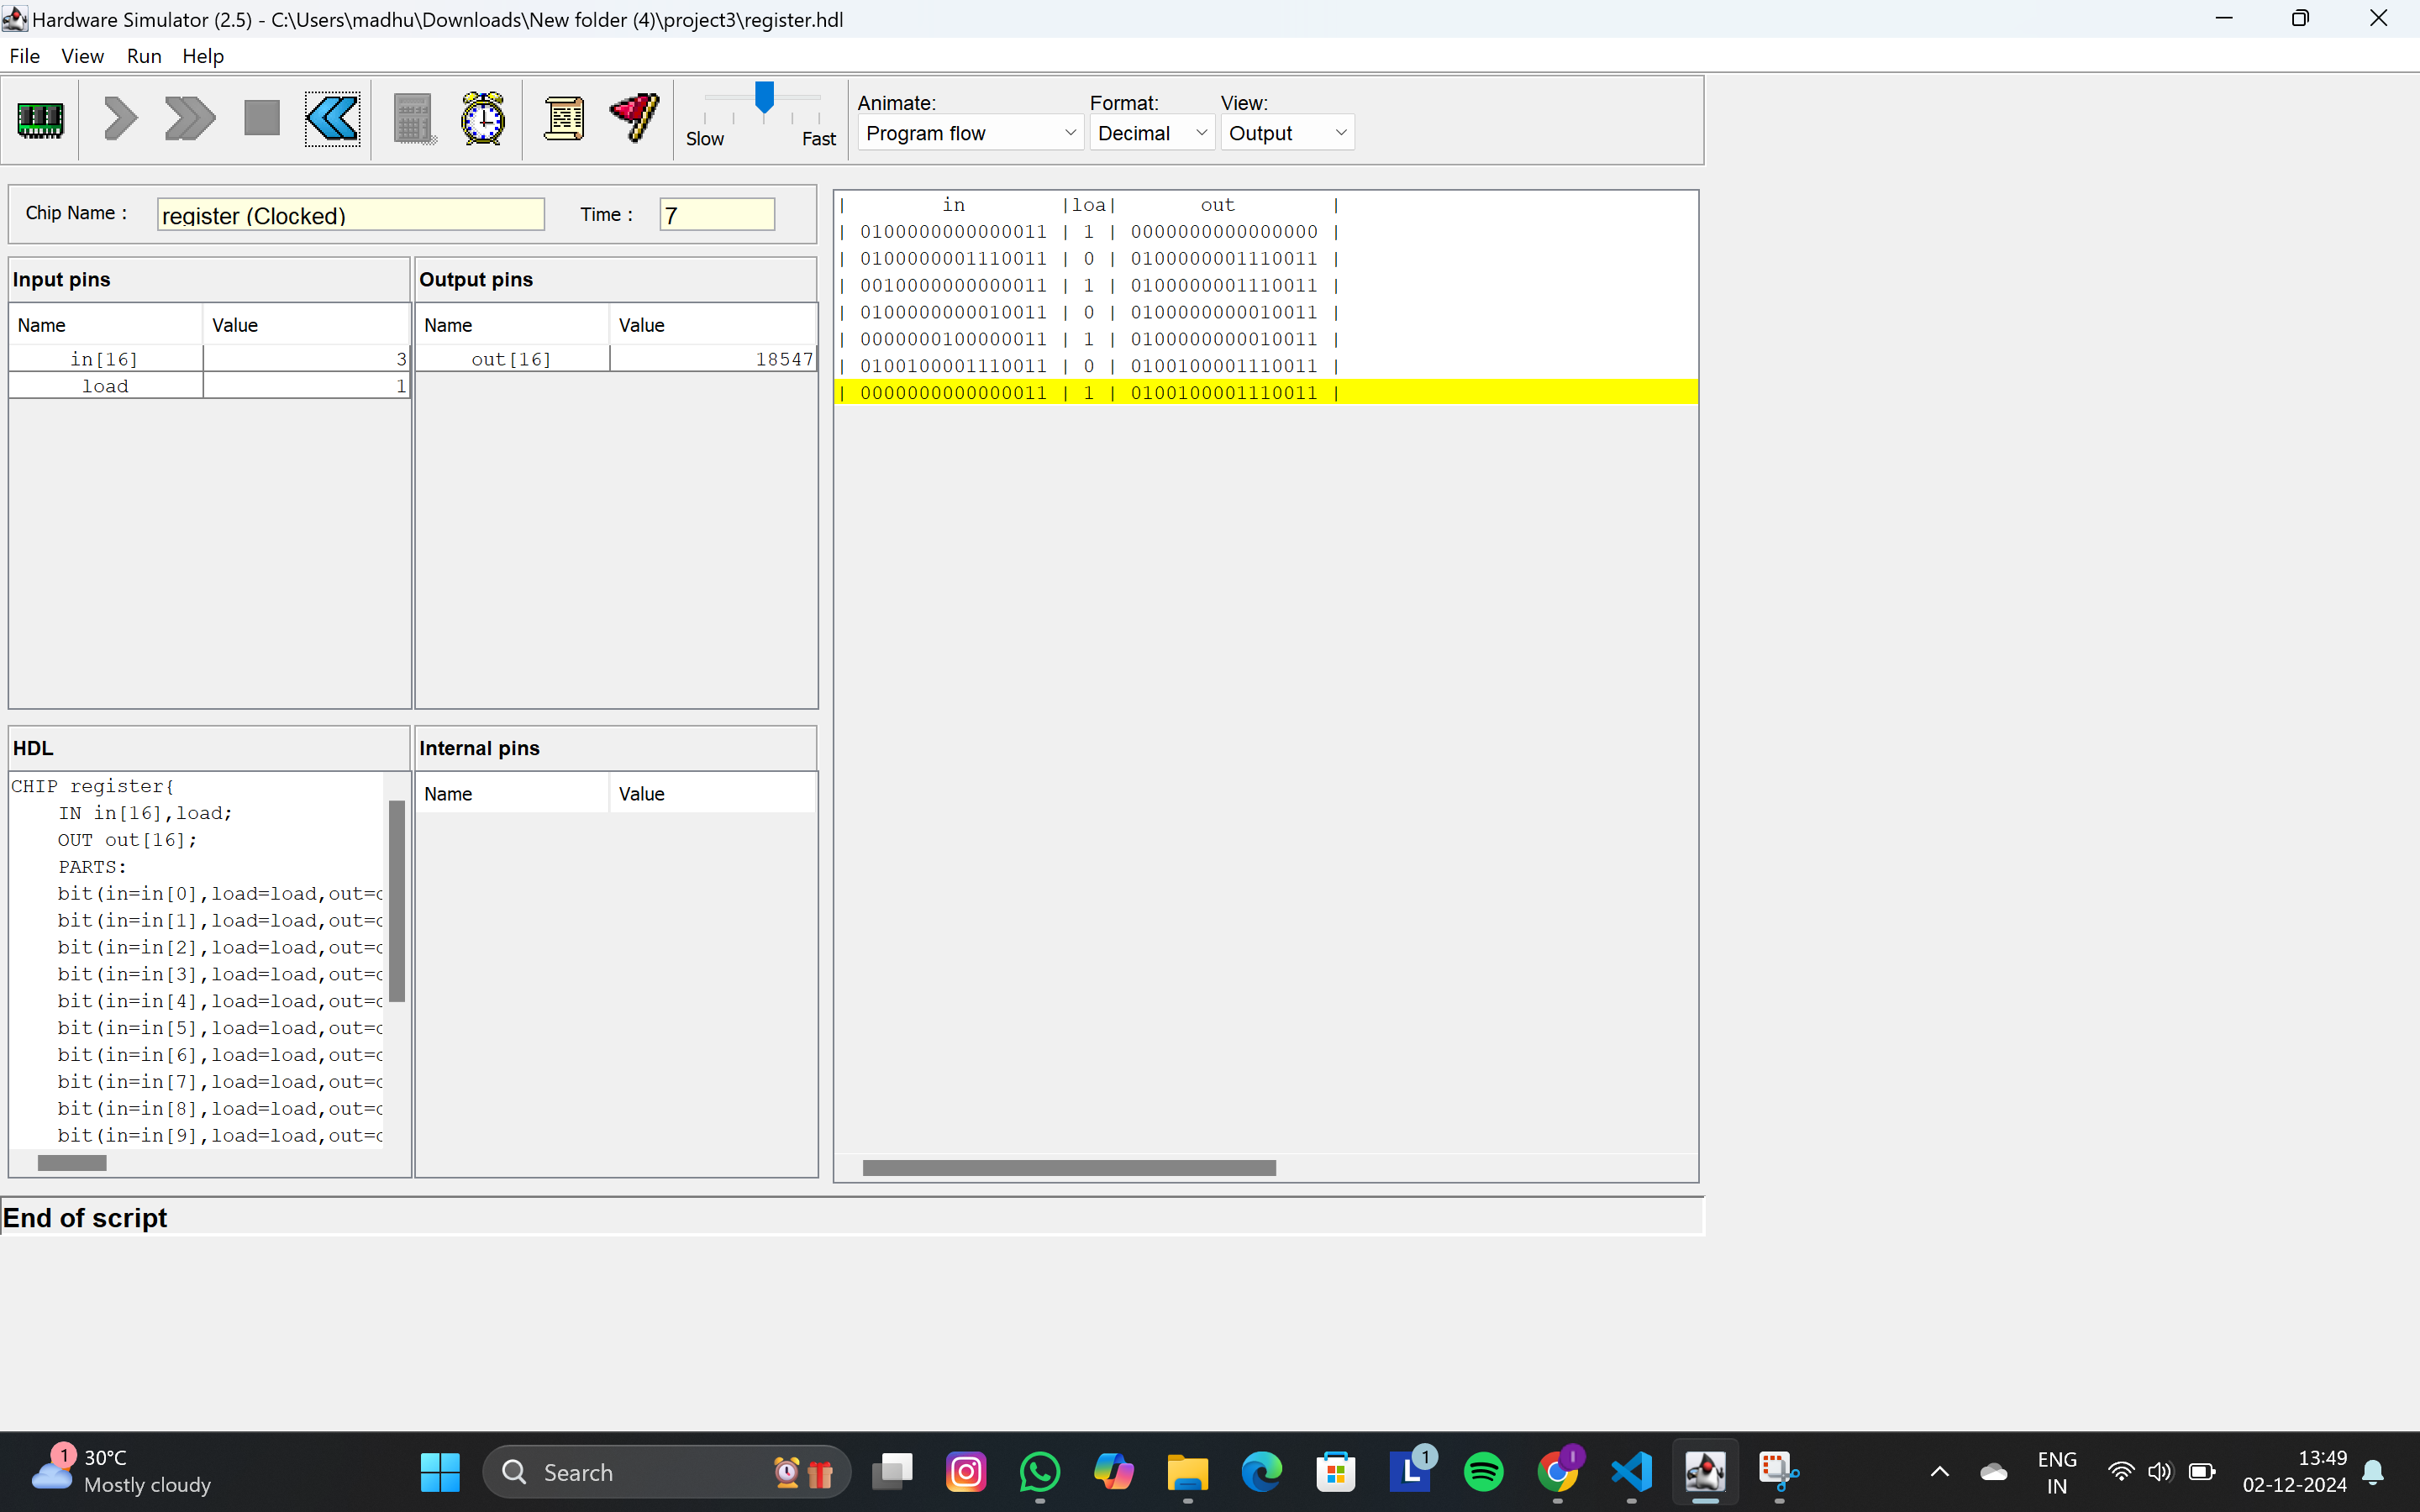 Hardware Simulator (2.5) - C:\Users\madhu\Downloads\New folder (4)\project3\register.hdl
File View Run Help
Slow Fast
Animate: Format: View:
Program flow Decimal Output
Chip Name : register (Clocked) Time : 7
Input pins
Name Value
in[16] 3
load 1
Output pins
Name Value
out[16] 18547
| in |loa| out |
| 0100000000000011 | 1 | 0000000000000000 |
| 0100000001110011 | 0 | 0100000001110011 |
| 0010000000000011 | 1 | 0100000001110011 |
| 0100000000010011 | 0 | 0100000000010011 |
| 0000000100000011 | 1 | 0100000000010011 |
| 0100100001110011 | 0 | 0100100001110011 |
| 0000000000000011 | 1 | 0100100001110011 |
HDL
CHIP register{
IN in[16],load;
OUT out[16];
PARTS:
bit(in=in[0],load=load,out=
bit(in=in[1],load=load,out=
bit(in=in[2],load=load,out=
bit(in=in[3],load=load,out=
bit(in=in[4],load=load,out=
bit(in=in[5],load=load,out=
bit(in=in[6],load=load,out=
bit(in=in[7],load=load,out=
bit(in=in[8],load=load,out=
bit(in=in[9],load=load,out=
Internal pins
Name Value
End of script
1
30°C
Mostly cloudy
Search
L
1
I
ENG
IN
13:49
02-12-2024